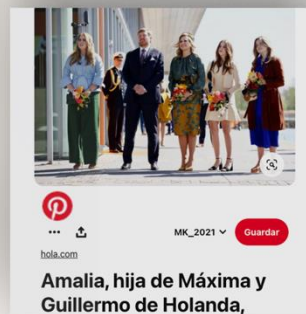 MK_2021
Guardar
hola.com
Amalia, hija de Máxima y
Guillermo de Holanda,